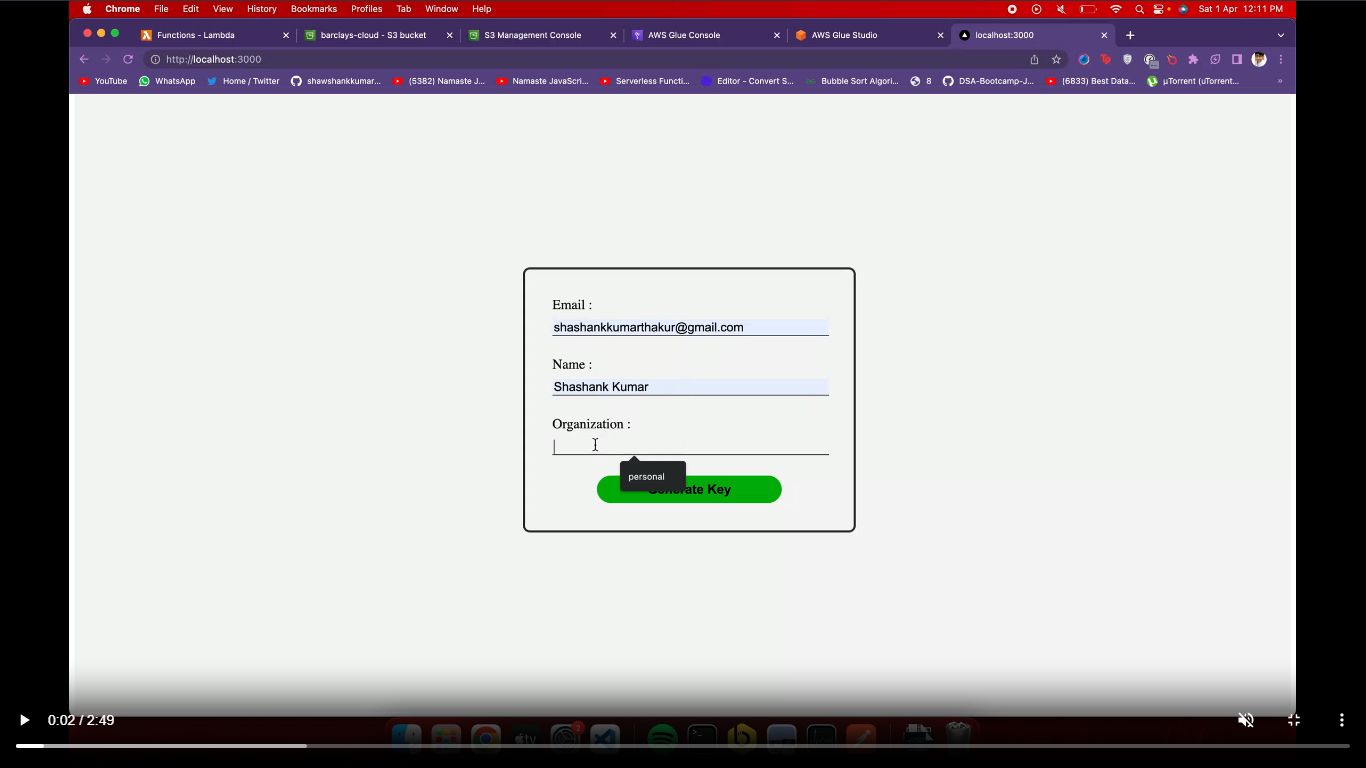 Chrome File Edit View History Bookmarks Profiles Tab Window Help Sat 1 Apr 12:11 PM
Functions - Lambda barclays-cloud - S3 bucket S3 Management Console AWS Glue Console AWS Glue Studio localhost:3000
http://localhost:3000
YouTube WhatsApp Home / Twitter shawshankkumar... (5382) Namaste J... Namaste JavaScri... Serverless Functi... Editor - Convert S... Bubble Sort Algori... 8 DSA-Bootcamp-J... (6833) Best Data... µTorrent (uTorrent... »
Email :
shashankkumarthakur@gmail.com
Name :
Shashank Kumar
Organization :
personal
Generate Key
0:02 / 2:49
tv
2